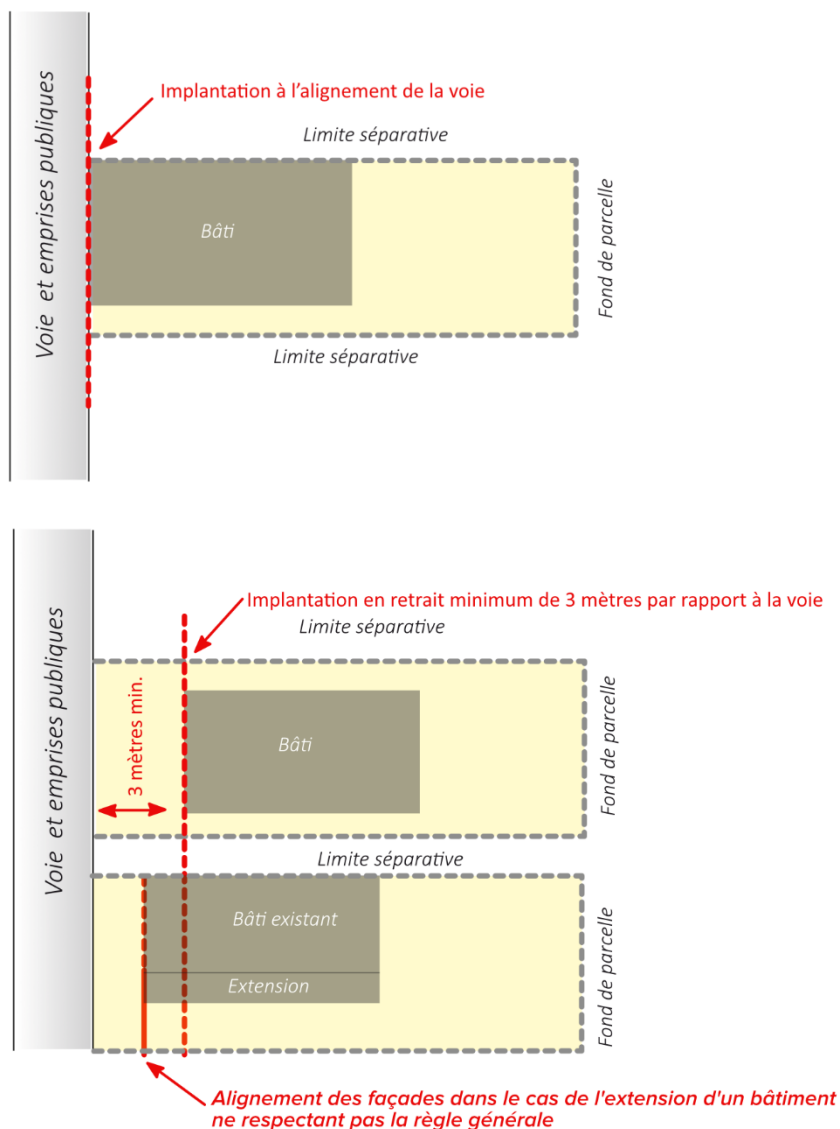 Voie et emprises publiques
Implantation à l'alignement de la voie
Limite séparative
Bâti
Fond de parcelle
Limite séparative
Voie et emprises publiques
Implantation en retrait minimum de 3 mètres par rapport à la voie
Limite séparative
3 mètres min.
Bâti
Fond de parcelle
Limite séparative
Bâti existant
Extension
Fond de parcelle
Alignement des façades dans le cas de l'extension d'un bâtiment
ne respectant pas la règle générale